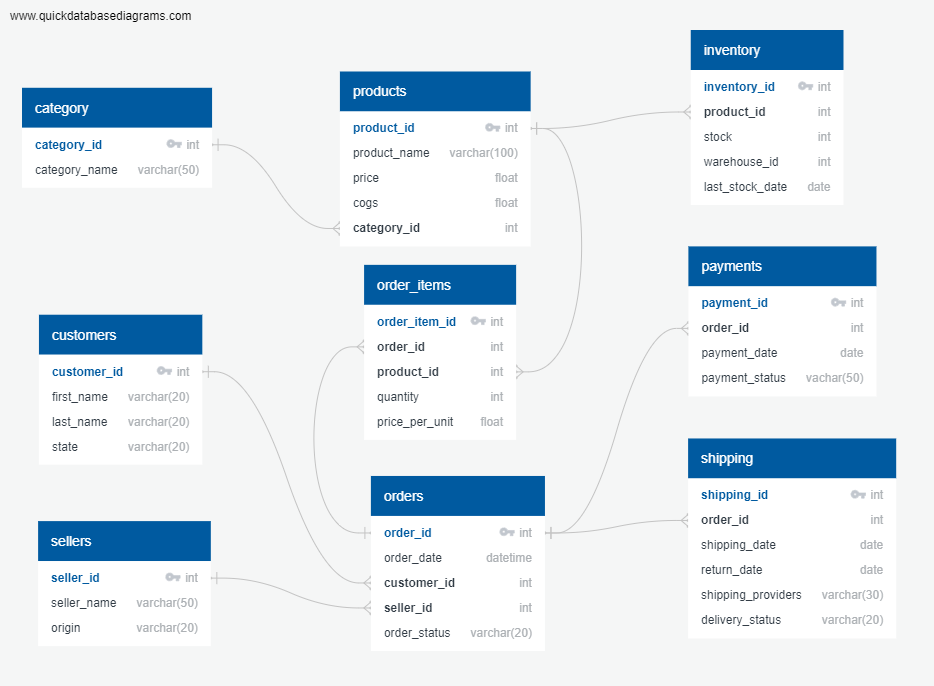 www.quickdatabasediagrams.com
category
category_id int
category_name varchar(50)
products
product_id int
product_name varchar(100)
price float
cogs float
category_id int
inventory
inventory_id int
product_id int
stock int
warehouse_id int
last_stock_date date
order_items
order_item_id int
order_id int
product_id int
quantity int
price_per_unit float
payments
payment_id int
order_id int
payment_date date
payment_status vachar(50)
customers
customer_id int
first_name varchar(20)
last_name varchar(20)
state varchar(20)
orders
order_id int
order_date datetime
customer_id int
seller_id int
order_status varchar(20)
shipping
shipping_id int
order_id int
shipping_date date
return_date date
shipping_providers varchar(30)
delivery_status varchar(20)
sellers
seller_id int
seller_name varchar(50)
origin varchar(20)